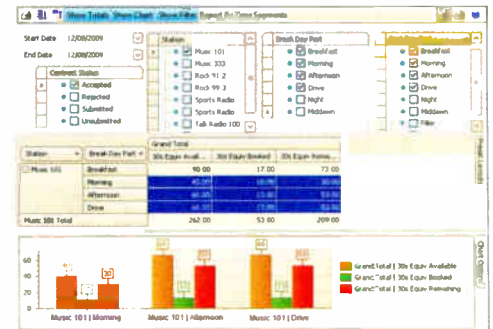 Show Totals Show Chart Show Filter Report As Time Segments
Start Date 12/08/2009
End Date 12/08/2009
Contract Status
Accepted
Rejected
Submitted
Unsubmitted
Station
Music 101
Music 333
Rock 91 2
Rock 99 3
Sports Radio
Sports Radio
Talk Radio 100
Break Day Part
Breakfast
Morning
Afternoon
Drive
Night
Middawn
Breakfast
Morning
Afternoon
Drive
Night
Middawn
Filler
Grand Total
Station Break Day Part 30s Equiv Avail... 30s Equiv Booked 30s Equiv Rema...
Music 101 Breakfast 90.00 17.00 73.00
Morning
Afternoon
Drive
Music 101 Total 262.00 53.00 209.00
Chart Options
60
40
20
0
Music 101 | Morning Music 101 | Afternoon Music 101 | Drive
Grand Total | 30s Equiv Available
Grand Total | 30s Equiv Booked
Grand Total | 30s Equiv Remaining